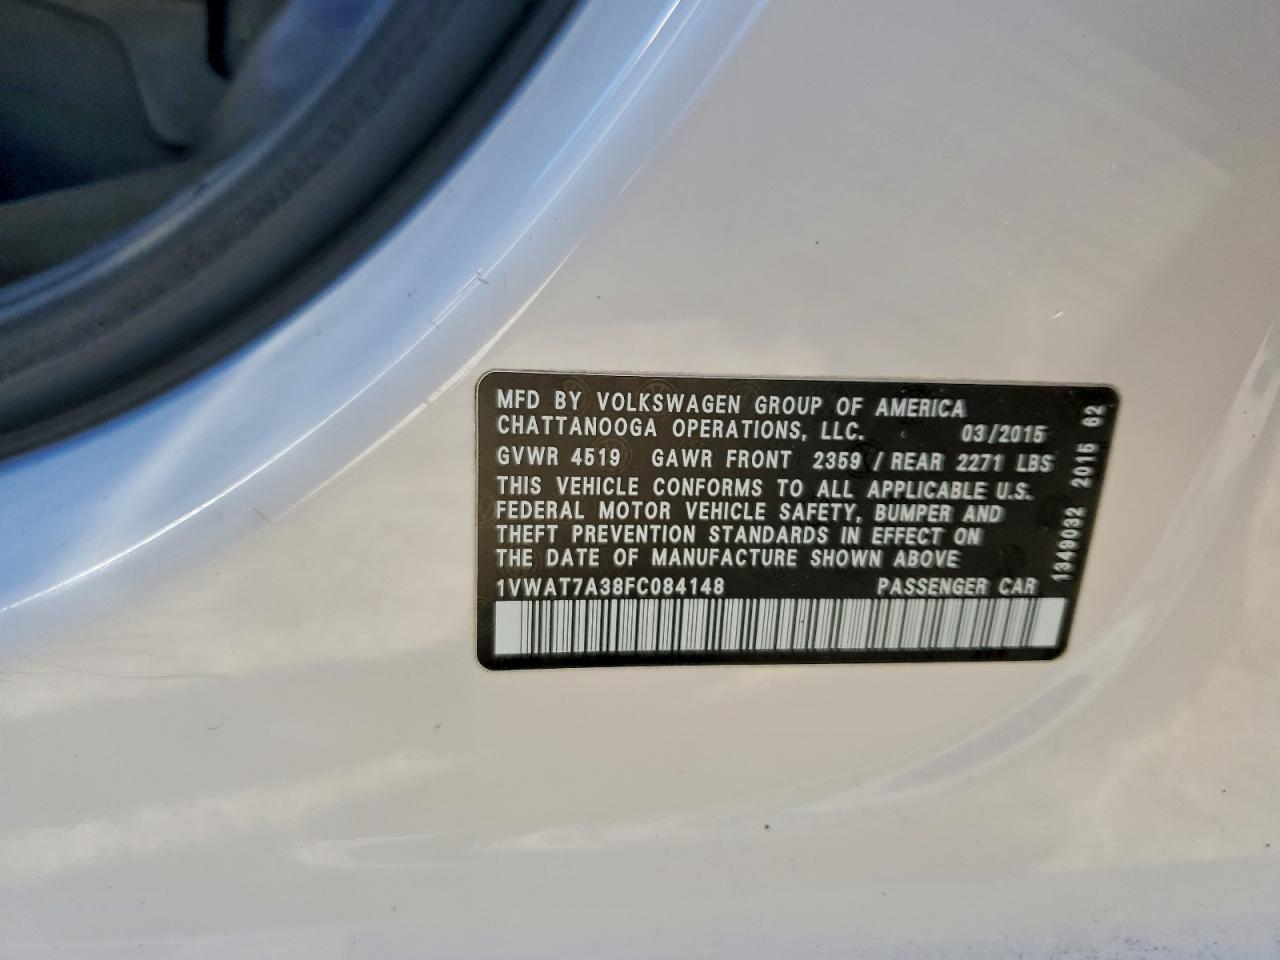 MFD BY VOLKSWAGEN GROUP OF AMERICA
CHATTANOOGA OPERATIONS, LLC. 03/2015
GVWR 4519 GAWR FRONT 2359 / REAR 2271 LBS
THIS VEHICLE CONFORMS TO ALL APPLICABLE U.S.
FEDERAL MOTOR VEHICLE SAFETY, BUMPER AND
THEFT PREVENTION STANDARDS IN EFFECT ON
THE DATE OF MANUFACTURE SHOWN ABOVE
1VWAT7A38FC084148 PASSENGER CAR
1349032 2015 62